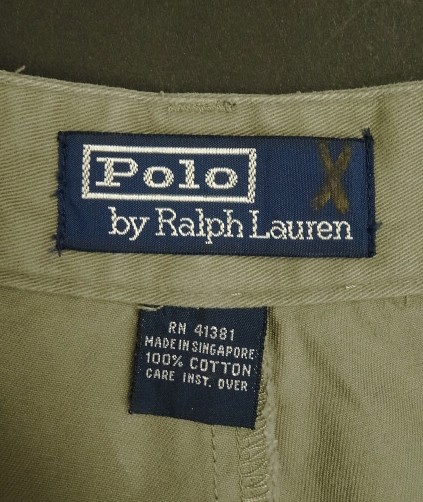 Polo
by Ralph Lauren
X
RN 41381
MADE IN SINGAPORE
100% COTTON
CARE INST. OVER